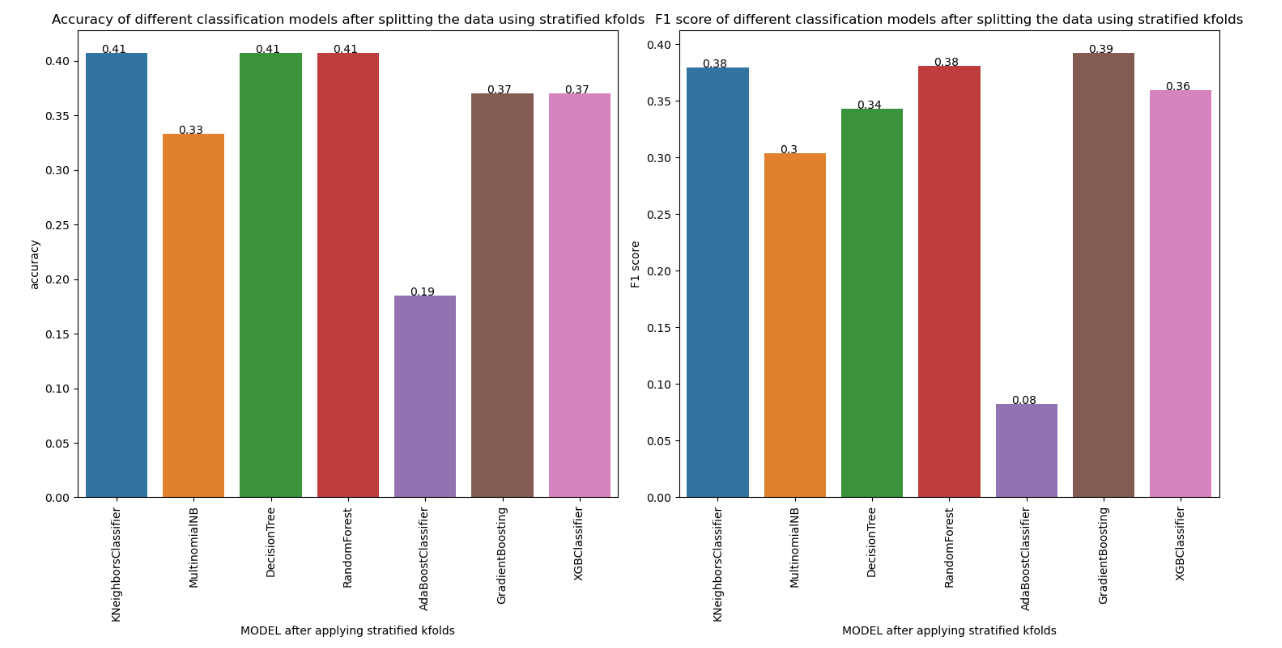 Accuracy of different classification models after splitting the data using stratified kfolds
0.41
0.33
0.41
0.41
0.19
0.37
0.37
0.40
0.35
0.30
0.25
0.20
0.15
0.10
0.05
0.00
accuracy
KNeighborsClassifier
MultinomialNB
DecisionTree
RandomForest
AdaBoostClassifier
GradientBoosting
XGBClassifier
MODEL after applying stratified kfolds
F1 score of different classification models after splitting the data using stratified kfolds
0.38
0.3
0.34
0.38
0.08
0.39
0.36
0.40
0.35
0.30
0.25
0.20
0.15
0.10
0.05
0.00
F1 score
KNeighborsClassifier
MultinomialNB
DecisionTree
RandomForest
AdaBoostClassifier
GradientBoosting
XGBClassifier
MODEL after applying stratified kfolds